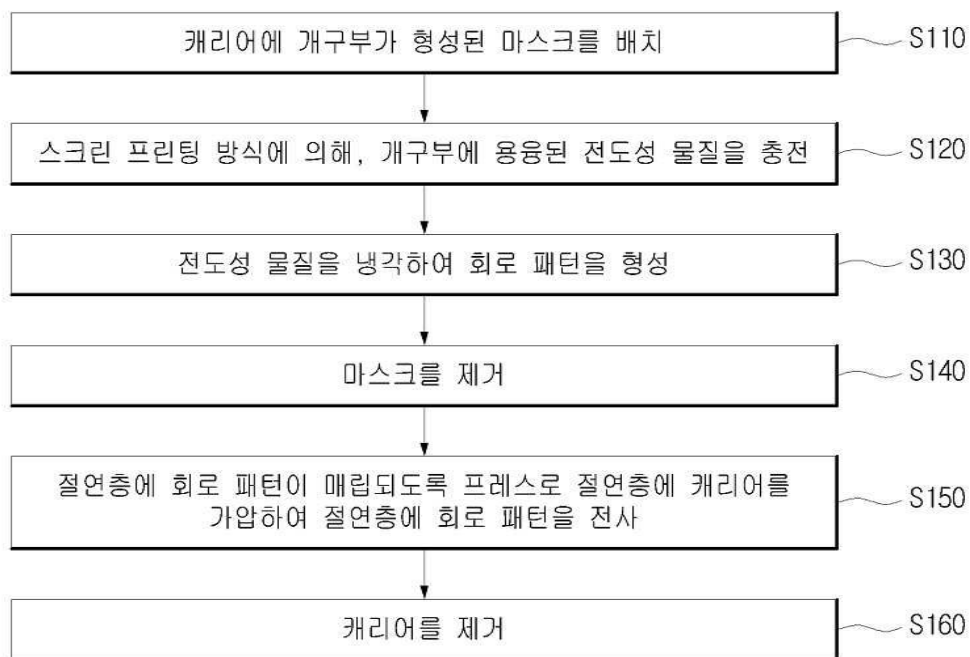 캐리어에 개구부가 형성된 마스크를 배치
S110
스크린 프린팅 방식에 의해, 개구부에 용융된 전도성 물질을 충전
S120
전도성 물질을 냉각하여 회로 패턴을 형성
S130
마스크를 제거
S140
절연층에 회로 패턴이 매립되도록 프레스로 절연층에 캐리어를
가압하여 절연층에 회로 패턴을 전사
S150
캐리어를 제거
S160